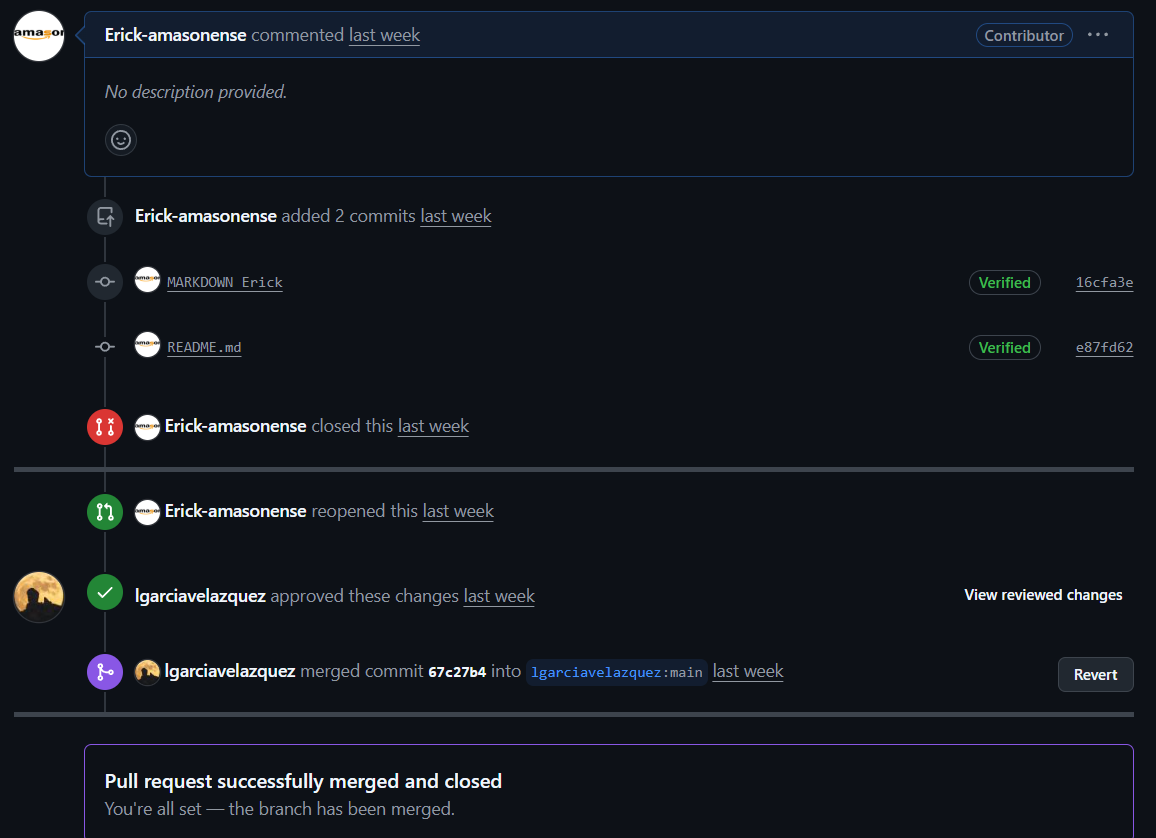 amason
Erick-amasonense commented last week
Contributor
No description provided.
Erick-amasonense added 2 commits last week
MARKDOWN Erick
Verified
16cfa3e
README.md
Verified
e87fd62
Erick-amasonense closed this last week
Erick-amasonense reopened this last week
lgarciavelazquez approved these changes last week
View reviewed changes
lgarciavelazquez merged commit 67c27b4 into lgarciavelazquez:main last week
Revert
Pull request successfully merged and closed
You're all set — the branch has been merged.